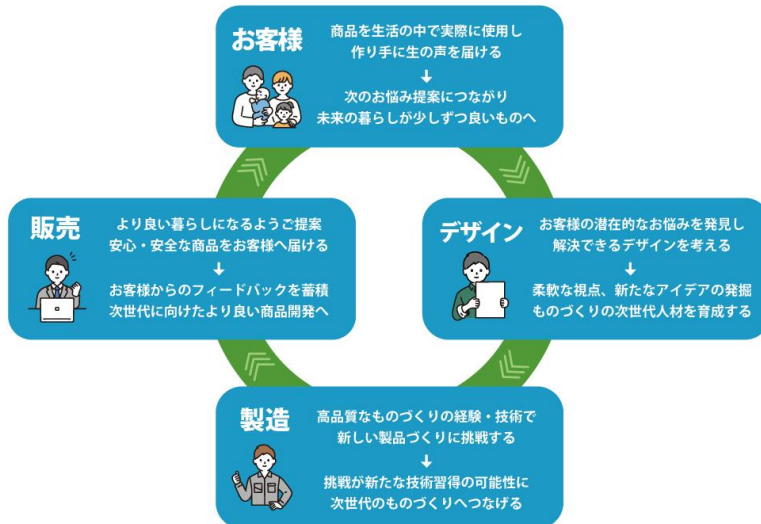 お客様
商品を生活の中で実際に使用し
作り手に生の声を届ける
↓
次のお悩み提案につながり
未来の暮らしが少しずつ良いものへ
デザイン
お客様の潜在的なお悩みを発見し
解決できるデザインを考える
↓
柔軟な視点、新たなアイデアの発掘
ものづくりの次世代人材を育成する
製造
高品質なものづくりの経験・技術で
新しい製品づくりに挑戦する
↓
挑戦が新たな技術習得の可能性に
次世代のものづくりへつなげる
販売
より良い暮らしになるようご提案
安心・安全な商品をお客様へ届ける
↓
お客様からのフィードバックを蓄積
次世代に向けたより良い商品開発へ